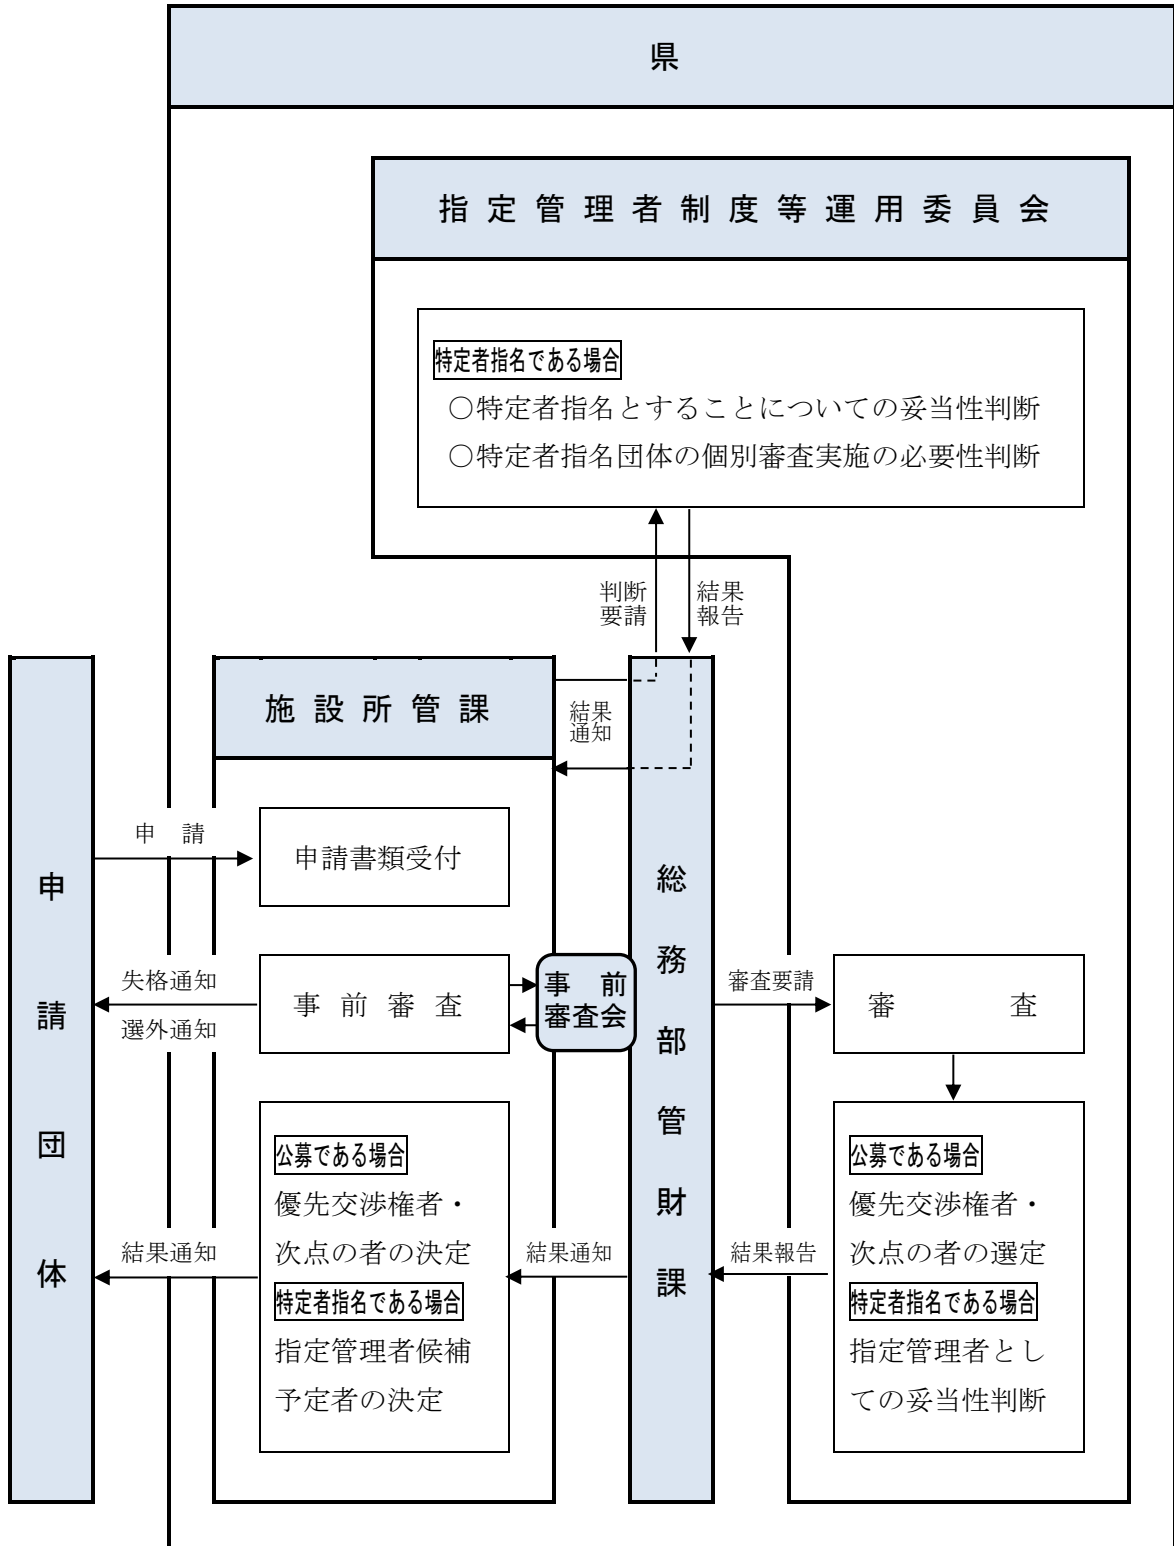 県
指定管理者制度等運用委員会
特定者指名である場合
○特定者指名とすることについての妥当性判断
○特定者指名団体の個別審査実施の必要性判断
判断
要請
結果
報告
施設所管課
結果
通知
申請
申請書類受付
申請団体
総務部管財課
失格通知
選外通知
事前審査
事前
審査会
審査要請
審査
公募である場合
優先交渉権者・
次点の者の決定
特定者指名である場合
指定管理者候補
予定者の決定
結果通知
結果通知
結果報告
公募である場合
優先交渉権者・
次点の者の選定
特定者指名である場合
指定管理者とし
ての妥当性判断